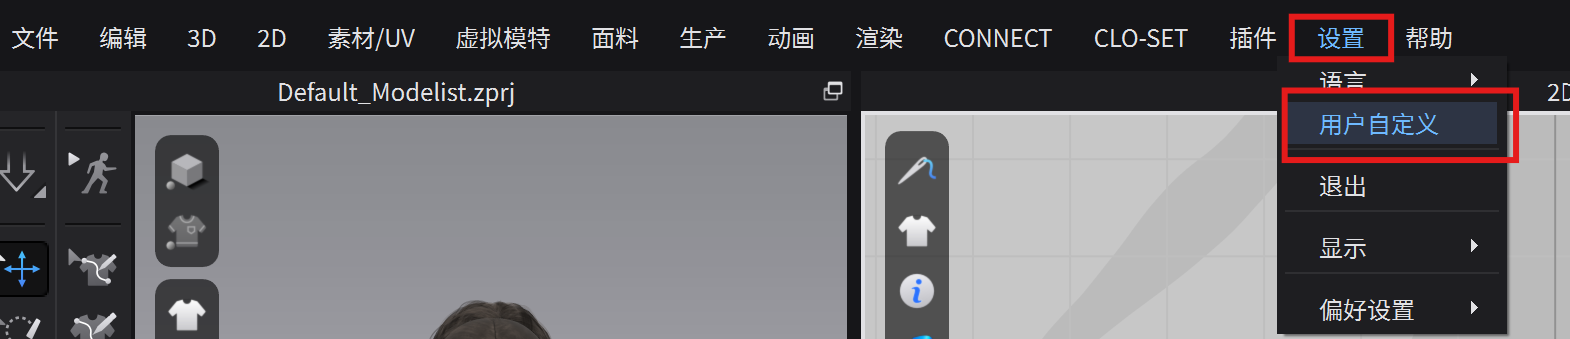 文件 编辑 3D 2D 素材/UV 虚拟模特 面料 生产 动画 渲染 CONNECT CLO-SET 插件 设置 帮助
Default_Modelist.zprj
语言
用户自定义
退出
显示
偏好设置